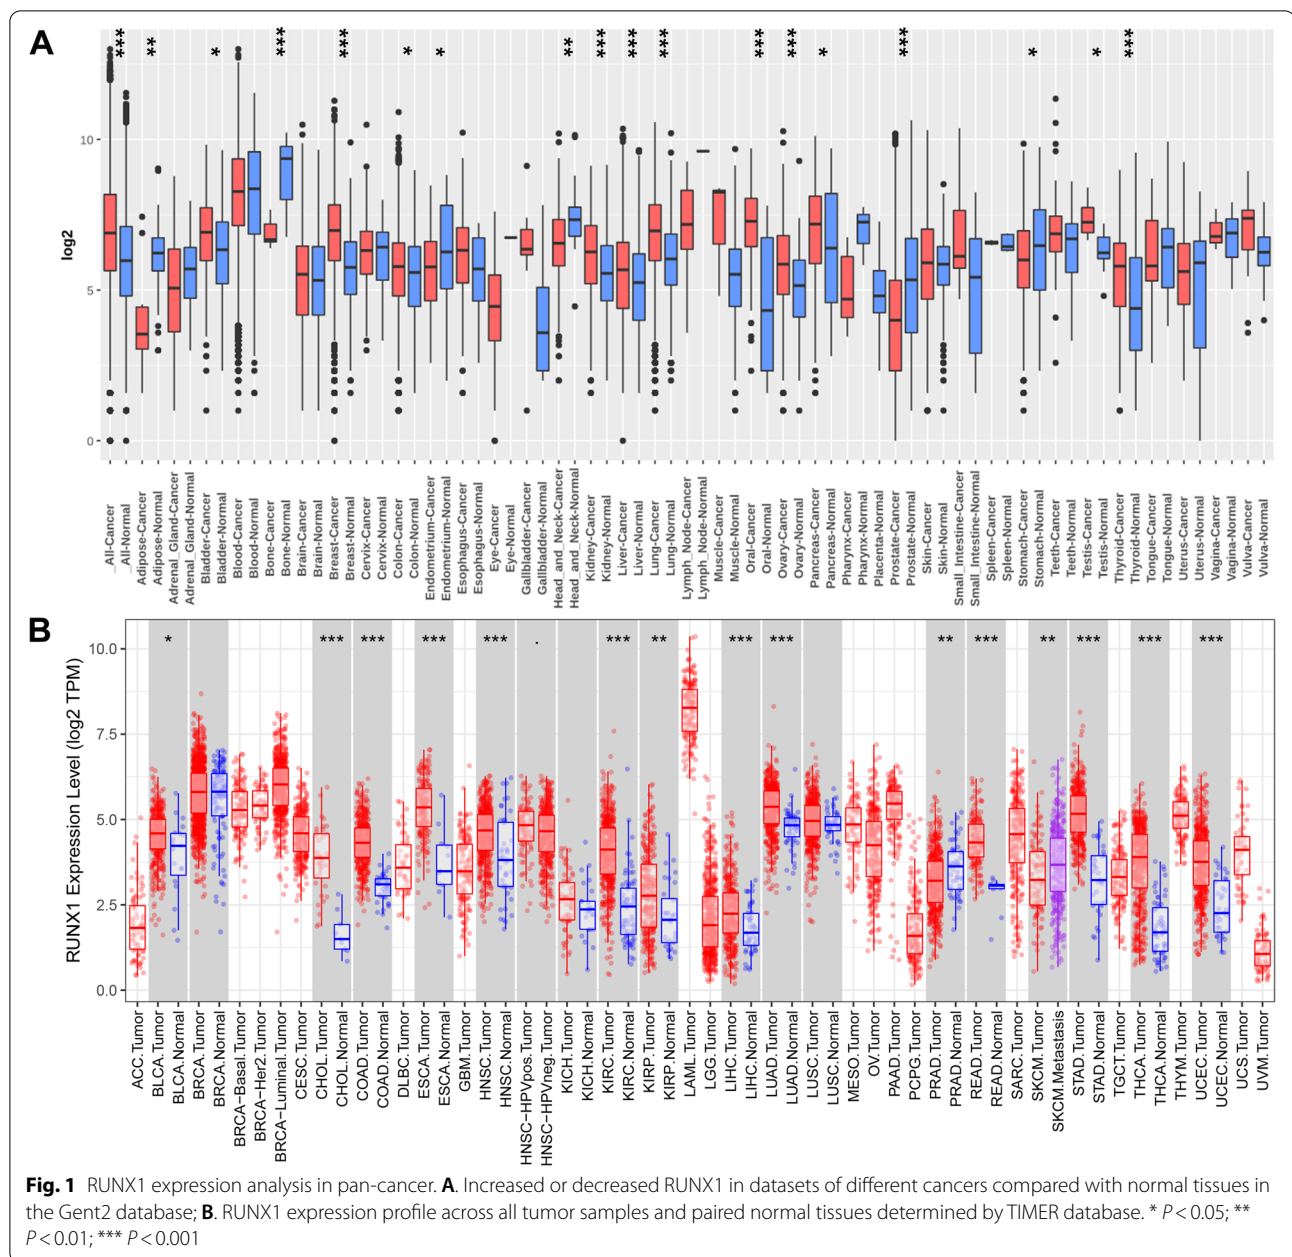 A
*** ** * *** *** * * ** *** *** *** *** *** * *** * * ***
log2
10
5
0
_All-Cancer
_All-Normal
Adipose-Cancer
Adipose-Normal
Adrenal_Gland-Cancer
Adrenal_Gland-Normal
Bladder-Cancer
Bladder-Normal
Blood-Cancer
Blood-Normal
Bone-Cancer
Bone-Normal
Brain-Cancer
Brain-Normal
Breast-Cancer
Breast-Normal
Cervix-Cancer
Cervix-Normal
Colon-Cancer
Colon-Normal
Endometrium-Cancer
Endometrium-Normal
Esophagus-Cancer
Esophagus-Normal
Eye-Cancer
Eye-Normal
Gallbladder-Cancer
Gallbladder-Normal
Head_and_Neck-Cancer
Head_and_Neck-Normal
Kidney-Cancer
Kidney-Normal
Liver-Cancer
Liver-Normal
Lung-Cancer
Lung-Normal
Lymph_Node-Cancer
Lymph_Node-Normal
Muscle-Cancer
Muscle-Normal
Oral-Cancer
Oral-Normal
Ovary-Cancer
Ovary-Normal
Pancreas-Cancer
Pancreas-Normal
Pharynx-Cancer
Pharynx-Normal
Placenta-Normal
Prostate-Cancer
Prostate-Normal
Skin-Cancer
Skin-Normal
Small_Intestine-Cancer
Small_Intestine-Normal
Spleen-Cancer
Spleen-Normal
Stomach-Cancer
Stomach-Normal
Teeth-Cancer
Teeth-Normal
Testis-Cancer
Testis-Normal
Thyroid-Cancer
Thyroid-Normal
Tongue-Cancer
Tongue-Normal
Uterus-Cancer
Uterus-Normal
Vagina-Cancer
Vagina-Normal
Vulva-Cancer
Vulva-Normal
B
* *** *** *** *** . *** ** *** *** ** *** ** *** *** ***
RUNX1 Expression Level (log2 TPM)
10.0
7.5
5.0
2.5
0.0
ACC.Tumor
BLCA.Tumor
BLCA.Normal
BRCA.Tumor
BRCA.Normal
BRCA−Basal.Tumor
BRCA−Her2.Tumor
BRCA−Luminal.Tumor
CESC.Tumor
CHOL.Tumor
CHOL.Normal
COAD.Tumor
COAD.Normal
DLBC.Tumor
ESCA.Tumor
ESCA.Normal
GBM.Tumor
HNSC.Tumor
HNSC.Normal
HNSC−HPVpos.Tumor
HNSC−HPVneg.Tumor
KICH.Tumor
KICH.Normal
KIRC.Tumor
KIRC.Normal
KIRP.Tumor
KIRP.Normal
LAML.Tumor
LGG.Tumor
LIHC.Tumor
LIHC.Normal
LUAD.Tumor
LUAD.Normal
LUSC.Tumor
LUSC.Normal
MESO.Tumor
OV.Tumor
PAAD.Tumor
PCPG.Tumor
PRAD.Tumor
PRAD.Normal
READ.Tumor
READ.Normal
SARC.Tumor
SKCM.Tumor
SKCM.Metastasis
STAD.Tumor
STAD.Normal
TGCT.Tumor
THCA.Tumor
THCA.Normal
THYM.Tumor
UCEC.Tumor
UCEC.Normal
UCS.Tumor
UVM.Tumor
Fig. 1 RUNX1 expression analysis in pan-cancer. A. Increased or decreased RUNX1 in datasets of different cancers compared with normal tissues in
the Gent2 database; B. RUNX1 expression profile across all tumor samples and paired normal tissues determined by TIMER database. * P < 0.05; **
P < 0.01; *** P < 0.001